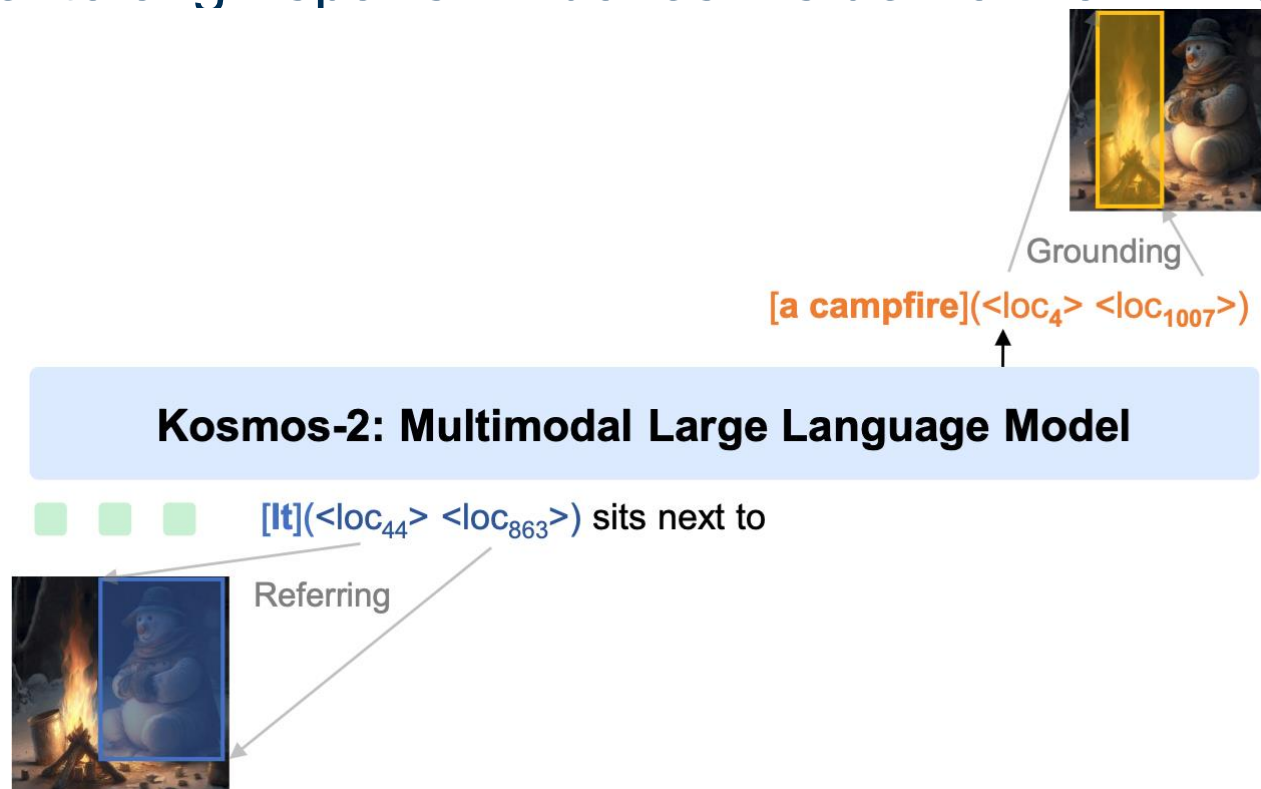 Grounding
[a campfire](<loc₄> <loc₁₀₀₇>)
Kosmos-2: Multimodal Large Language Model
[It](<loc₄₄> <loc₈₆₃>) sits next to
Referring